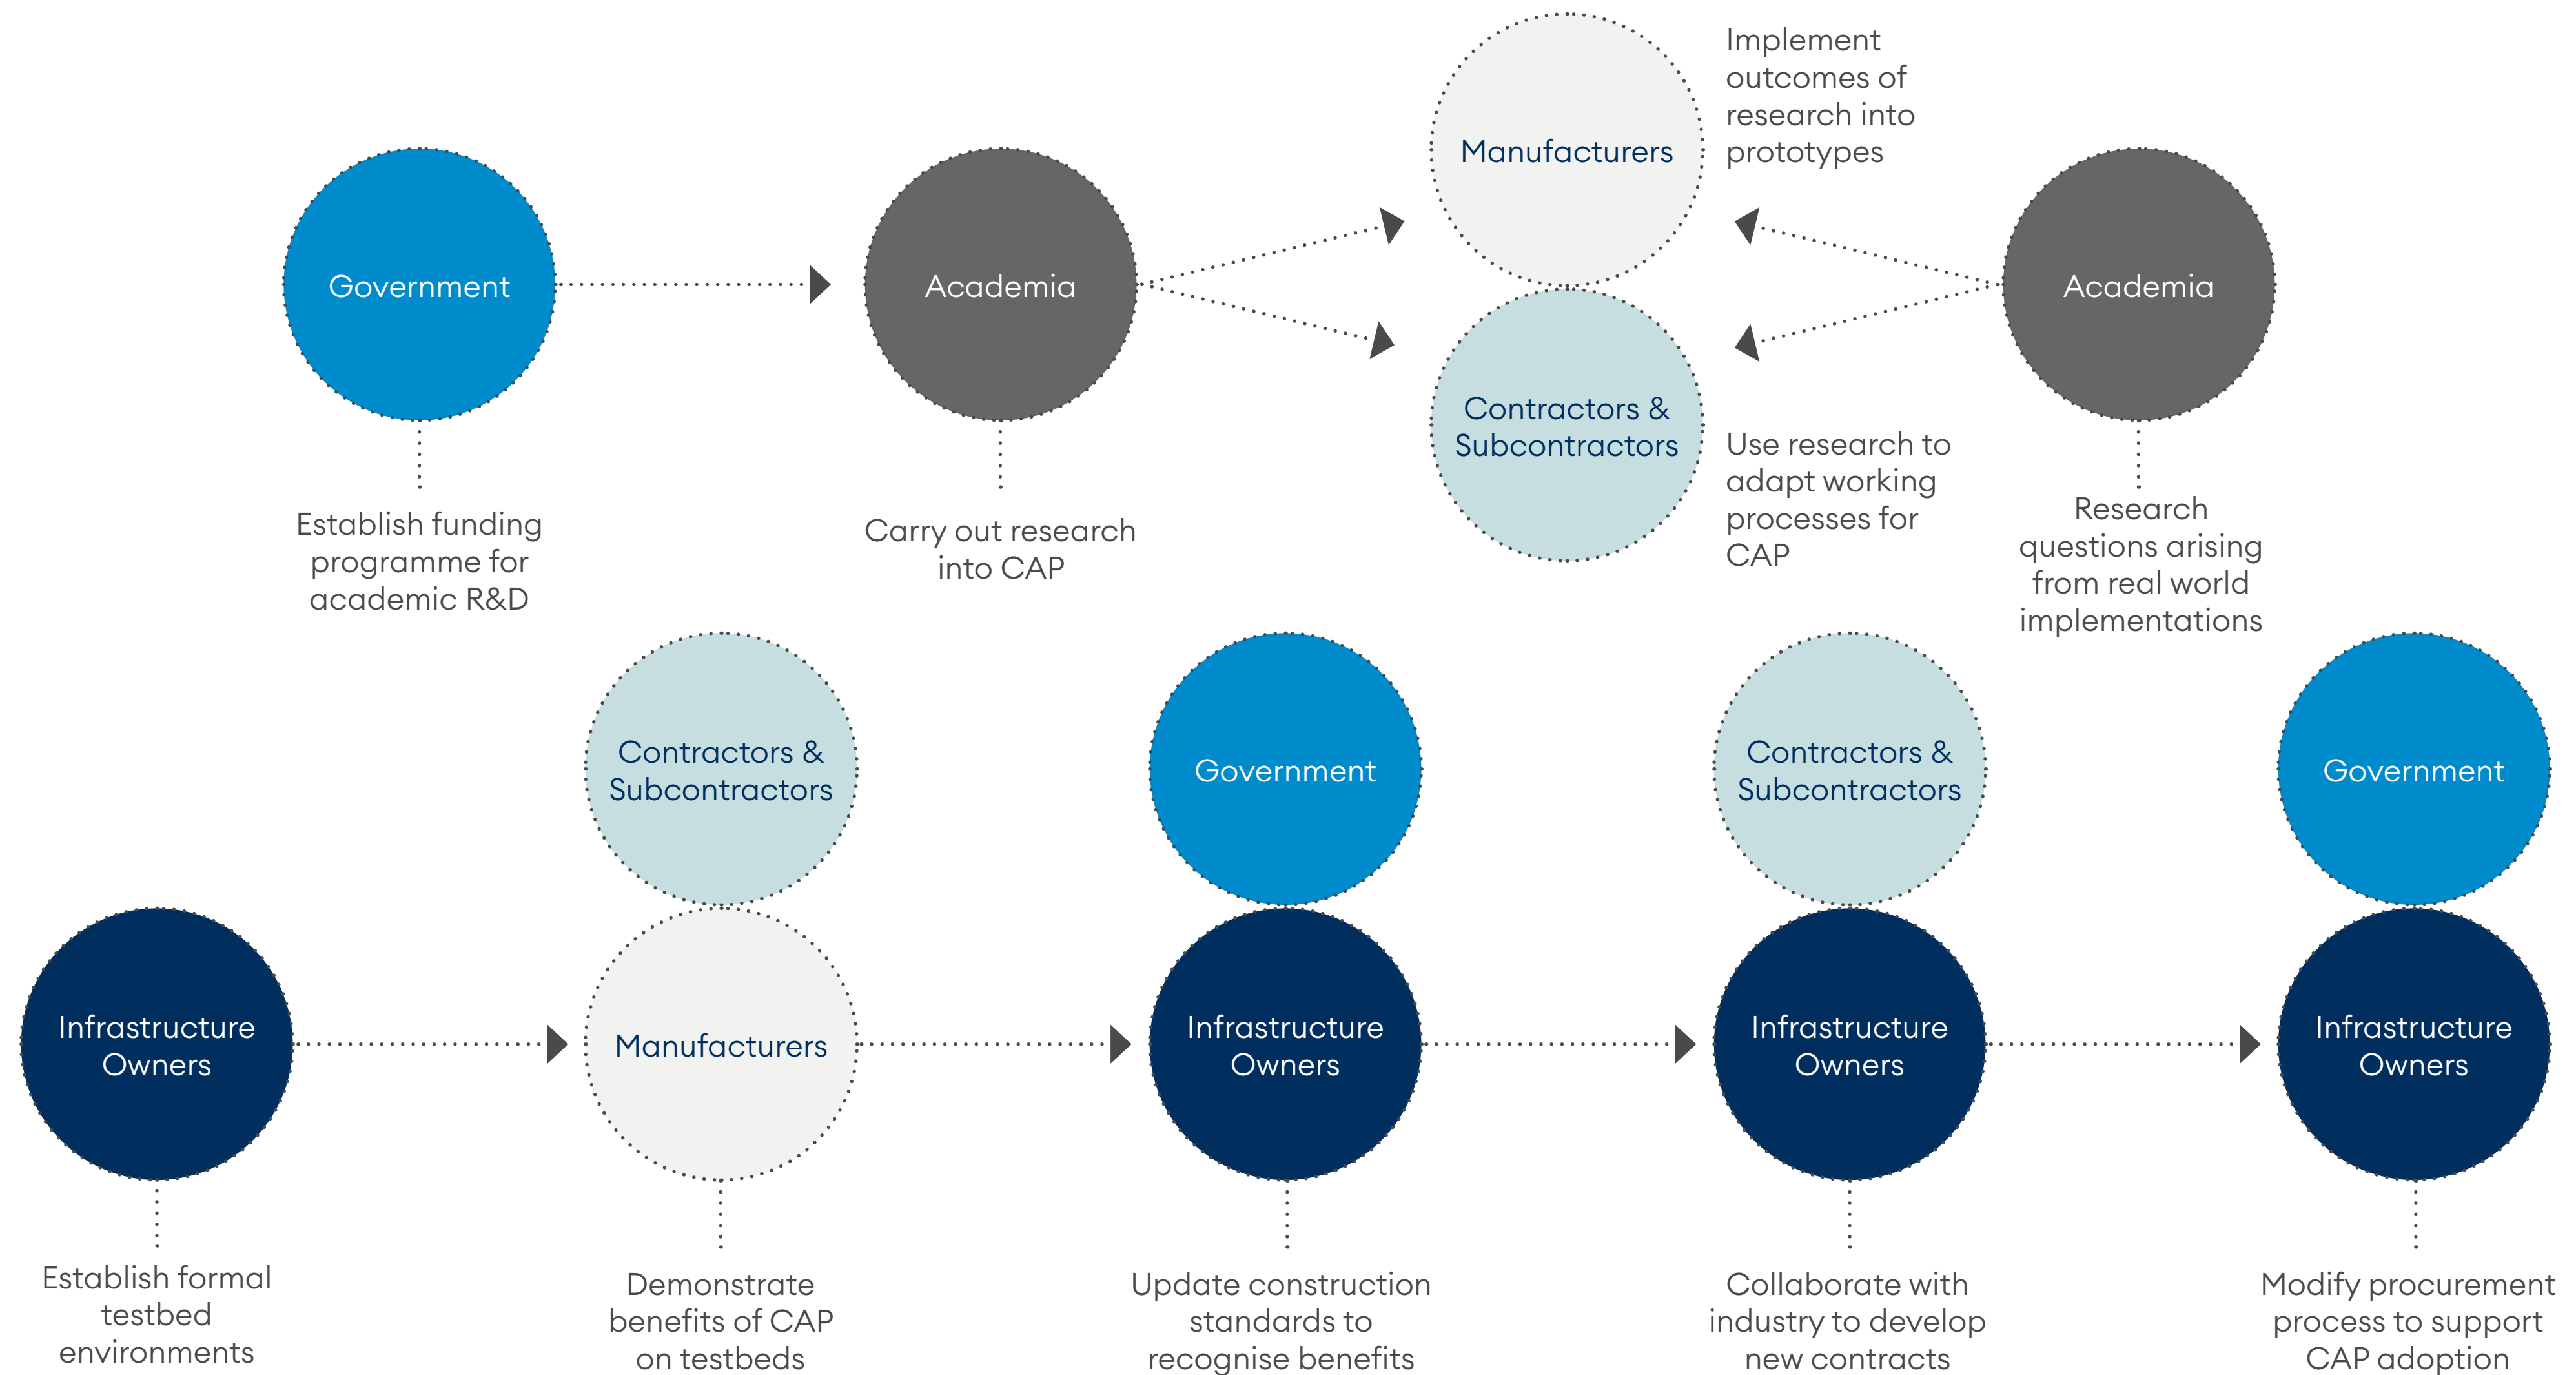 Government
Establish funding
programme for
academic R&D
Academia
Carry out research
into CAP
Manufacturers
Implement
outcomes of
research into
prototypes
Contractors &
Subcontractors
Use research to
adapt working
processes for
CAP
Academia
Research
questions arising
from real world
implementations
Infrastructure
Owners
Establish formal
testbed
environments
Contractors &
Subcontractors
Manufacturers
Demonstrate
benefits of CAP
on testbeds
Government
Infrastructure
Owners
Update construction
standards to
recognise benefits
Contractors &
Subcontractors
Infrastructure
Owners
Collaborate with
industry to develop
new contracts
Government
Infrastructure
Owners
Modify procurement
process to support
CAP adoption